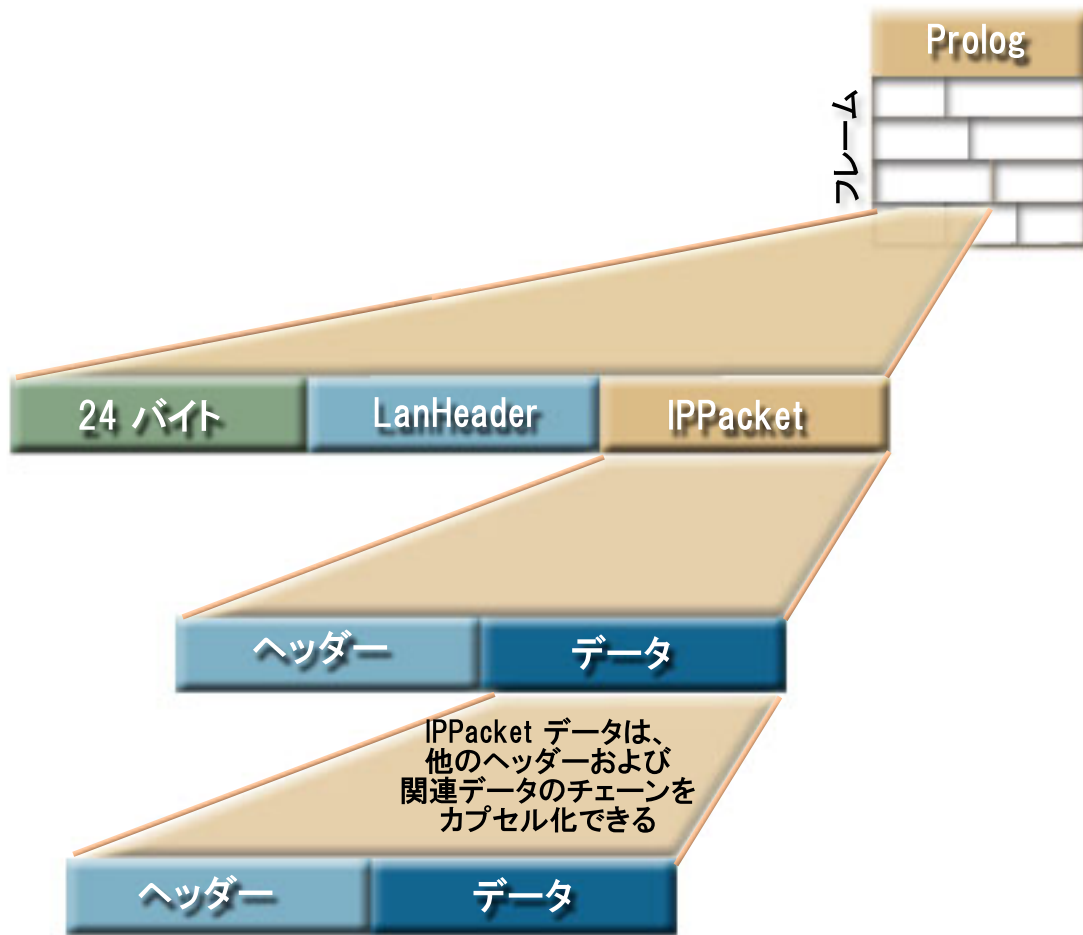 Prolog
フレーム
24 バイト
LanHeader
IPPacket
ヘッダー
データ
IPPacket データは、
他のヘッダーおよび
関連データのチェーンを
カプセル化できる
ヘッダー
データ